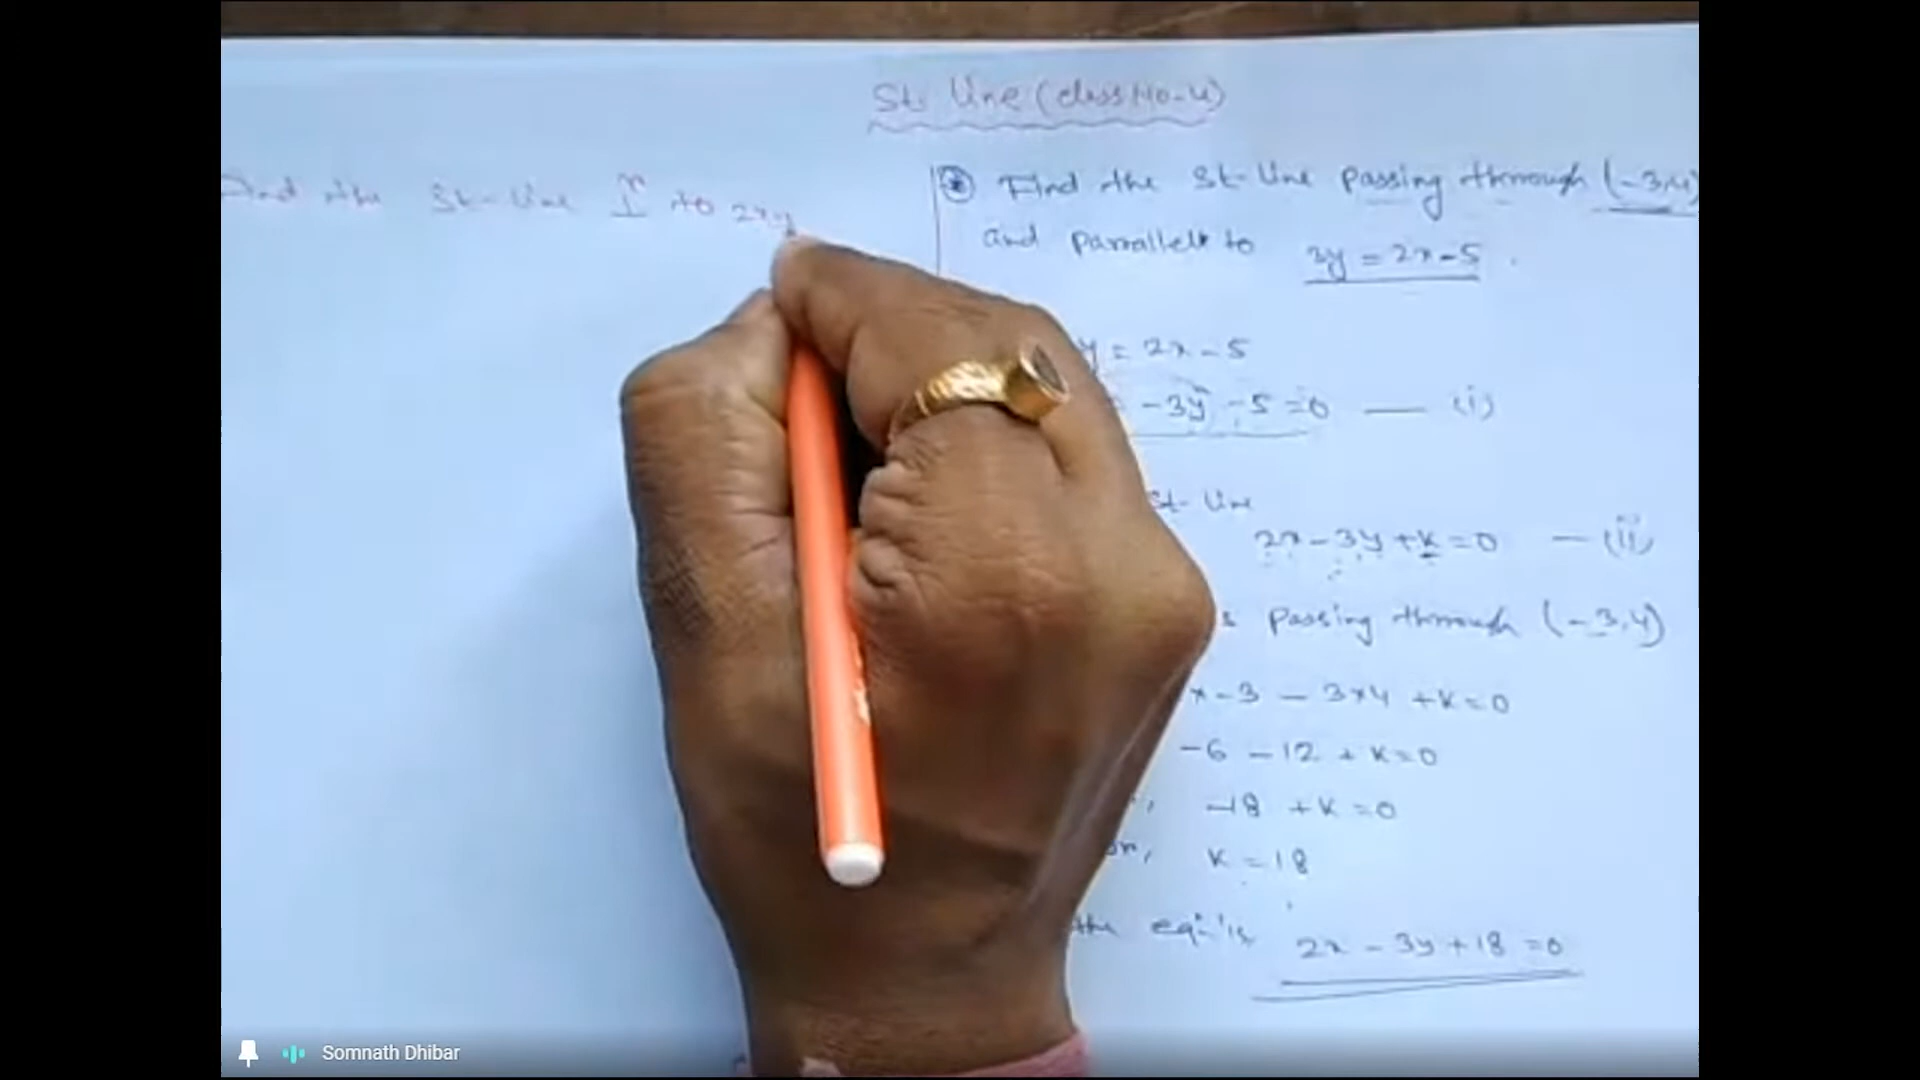 St. Line (class No-4)
Find the St-line ⊥r to 2x y
Find the St-line passing through (-3,4)
and parallel to 3y = 2x-5.
y = 2x-5
-3y -5 = 0 — (i)
St-line
2x - 3y + k = 0 — (ii)
s passing through (-3,4)
x-3 - 3x4 + k = 0
-6 - 12 + k = 0
, -18 + k = 0
or, k = 18
the eqn is 2x - 3y + 18 = 0
Somnath Dhibar